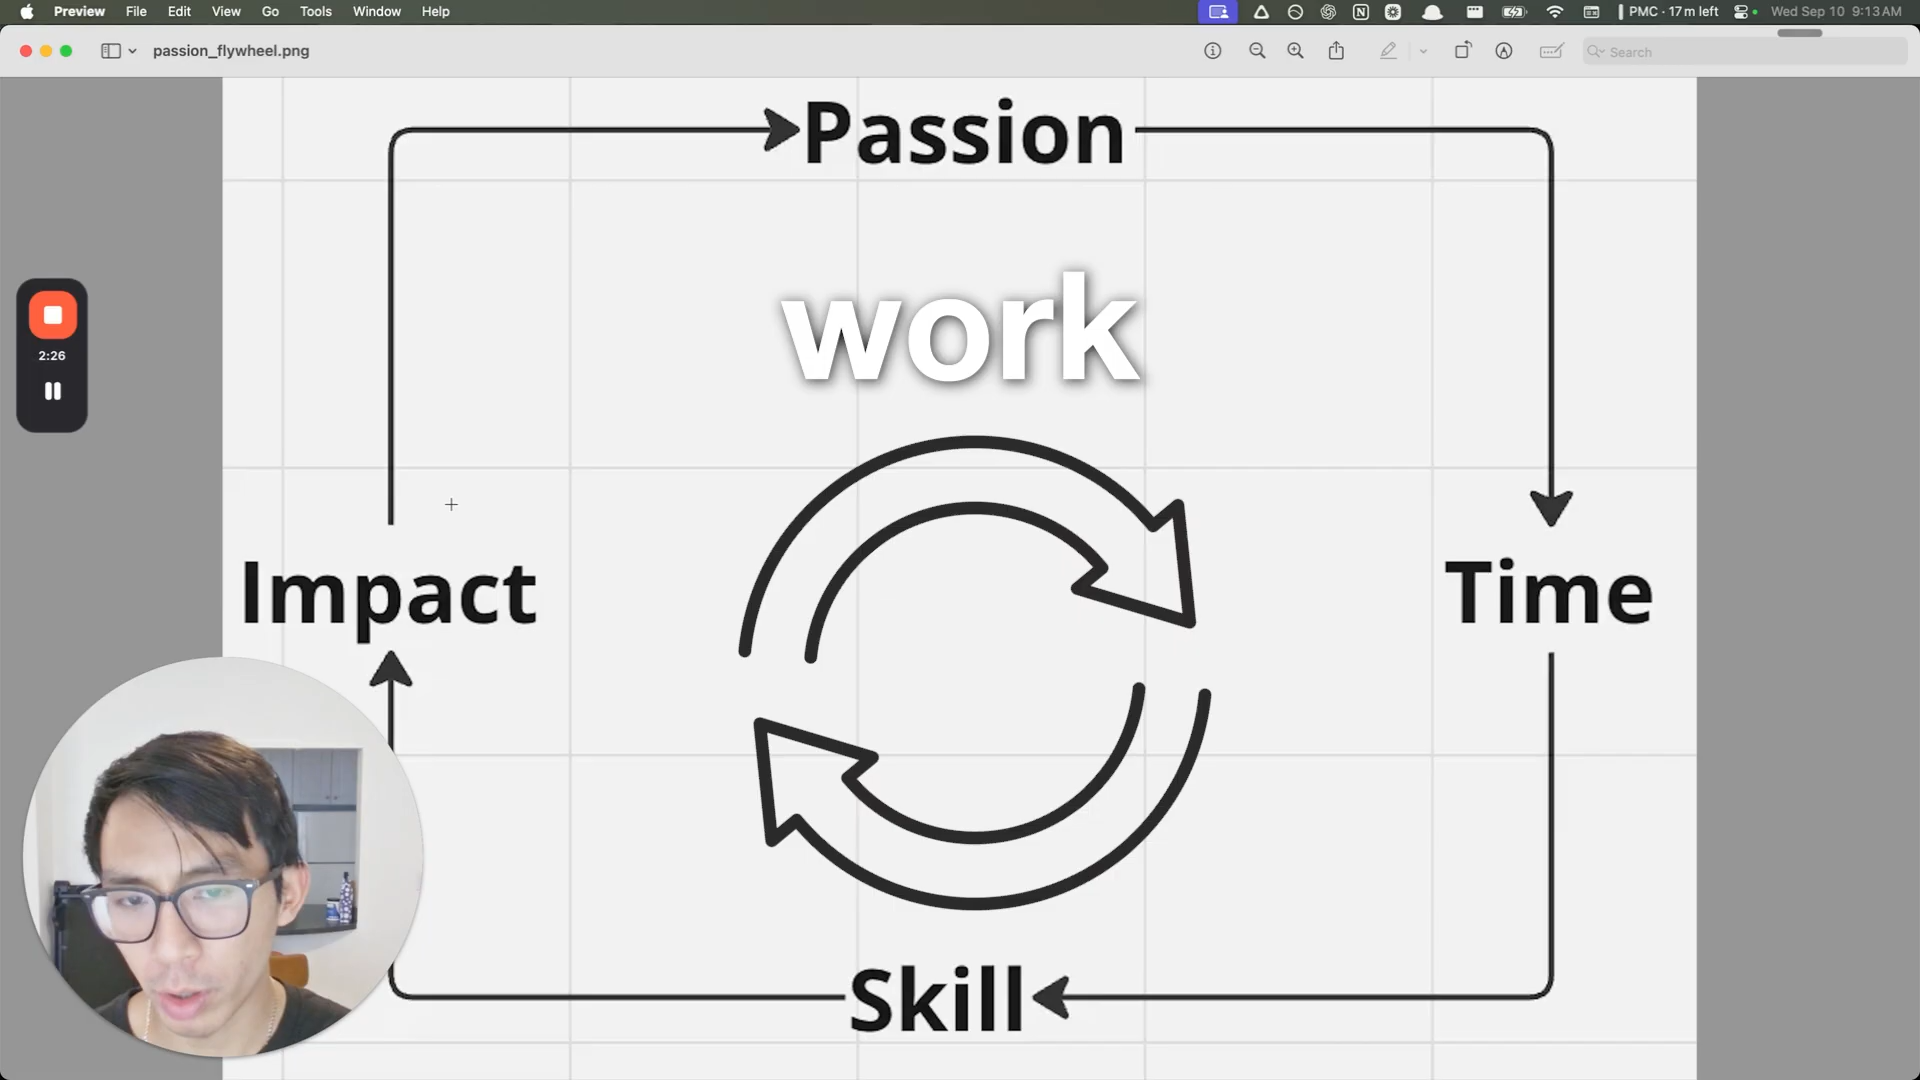 Preview File Edit View Go Tools Window Help PMC · 17 m left Wed Sep 10 9:13 AM
passion_flywheel.png Search
Passion
work
2:26
Impact Time
Skill